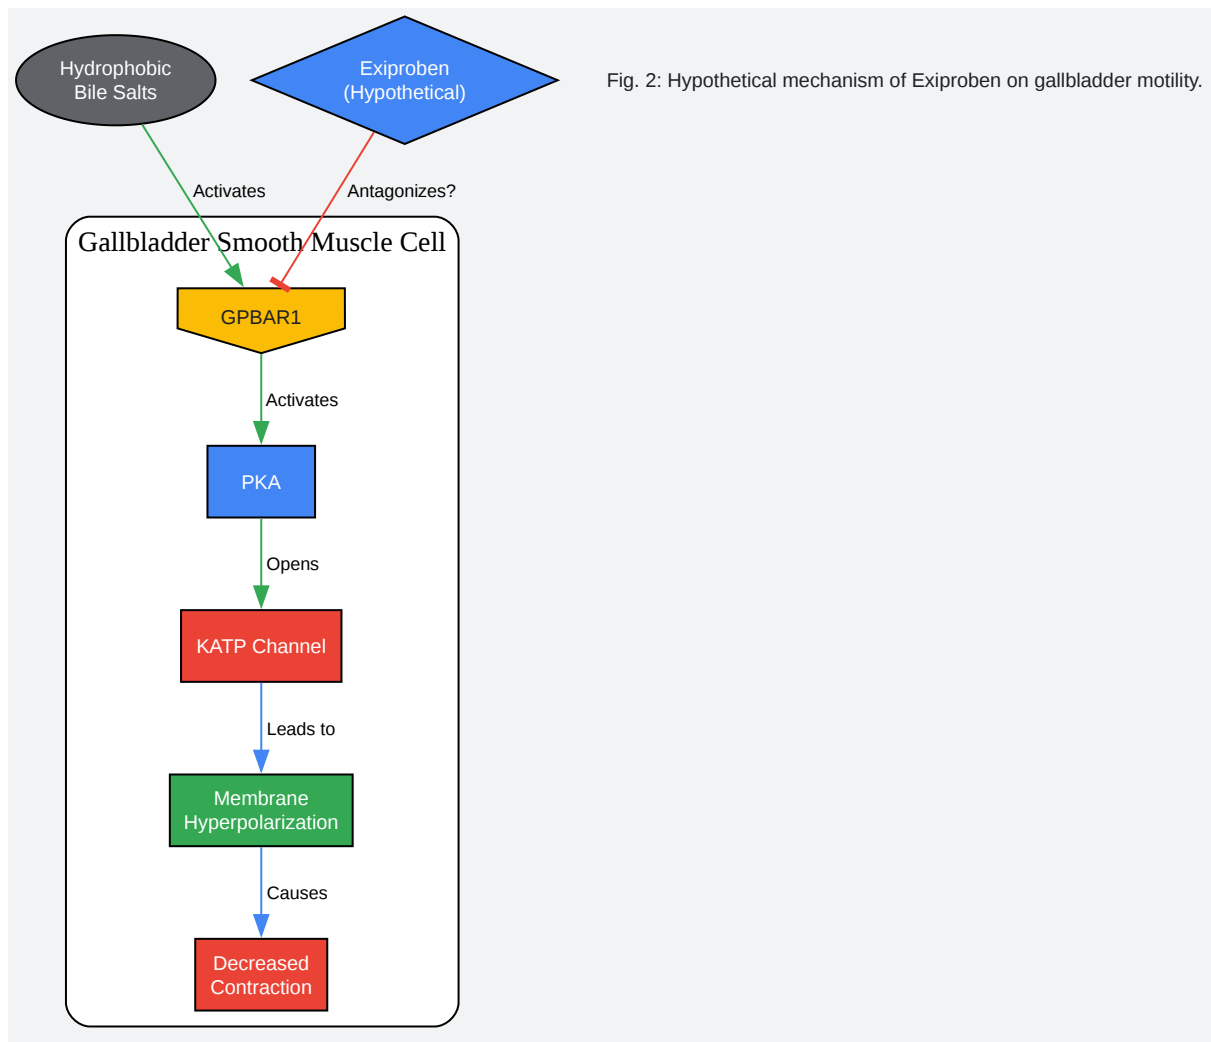 Hydrophobic
Bile Salts
Exiproben
(Hypothetical)
Fig. 2: Hypothetical mechanism of Exiproben on gallbladder motility.
Activates
Antagonizes?
Gallbladder Smooth Muscle Cell
GPBAR1
Activates
PKA
Opens
KATP Channel
Leads to
Membrane
Hyperpolarization
Causes
Decreased
Contraction